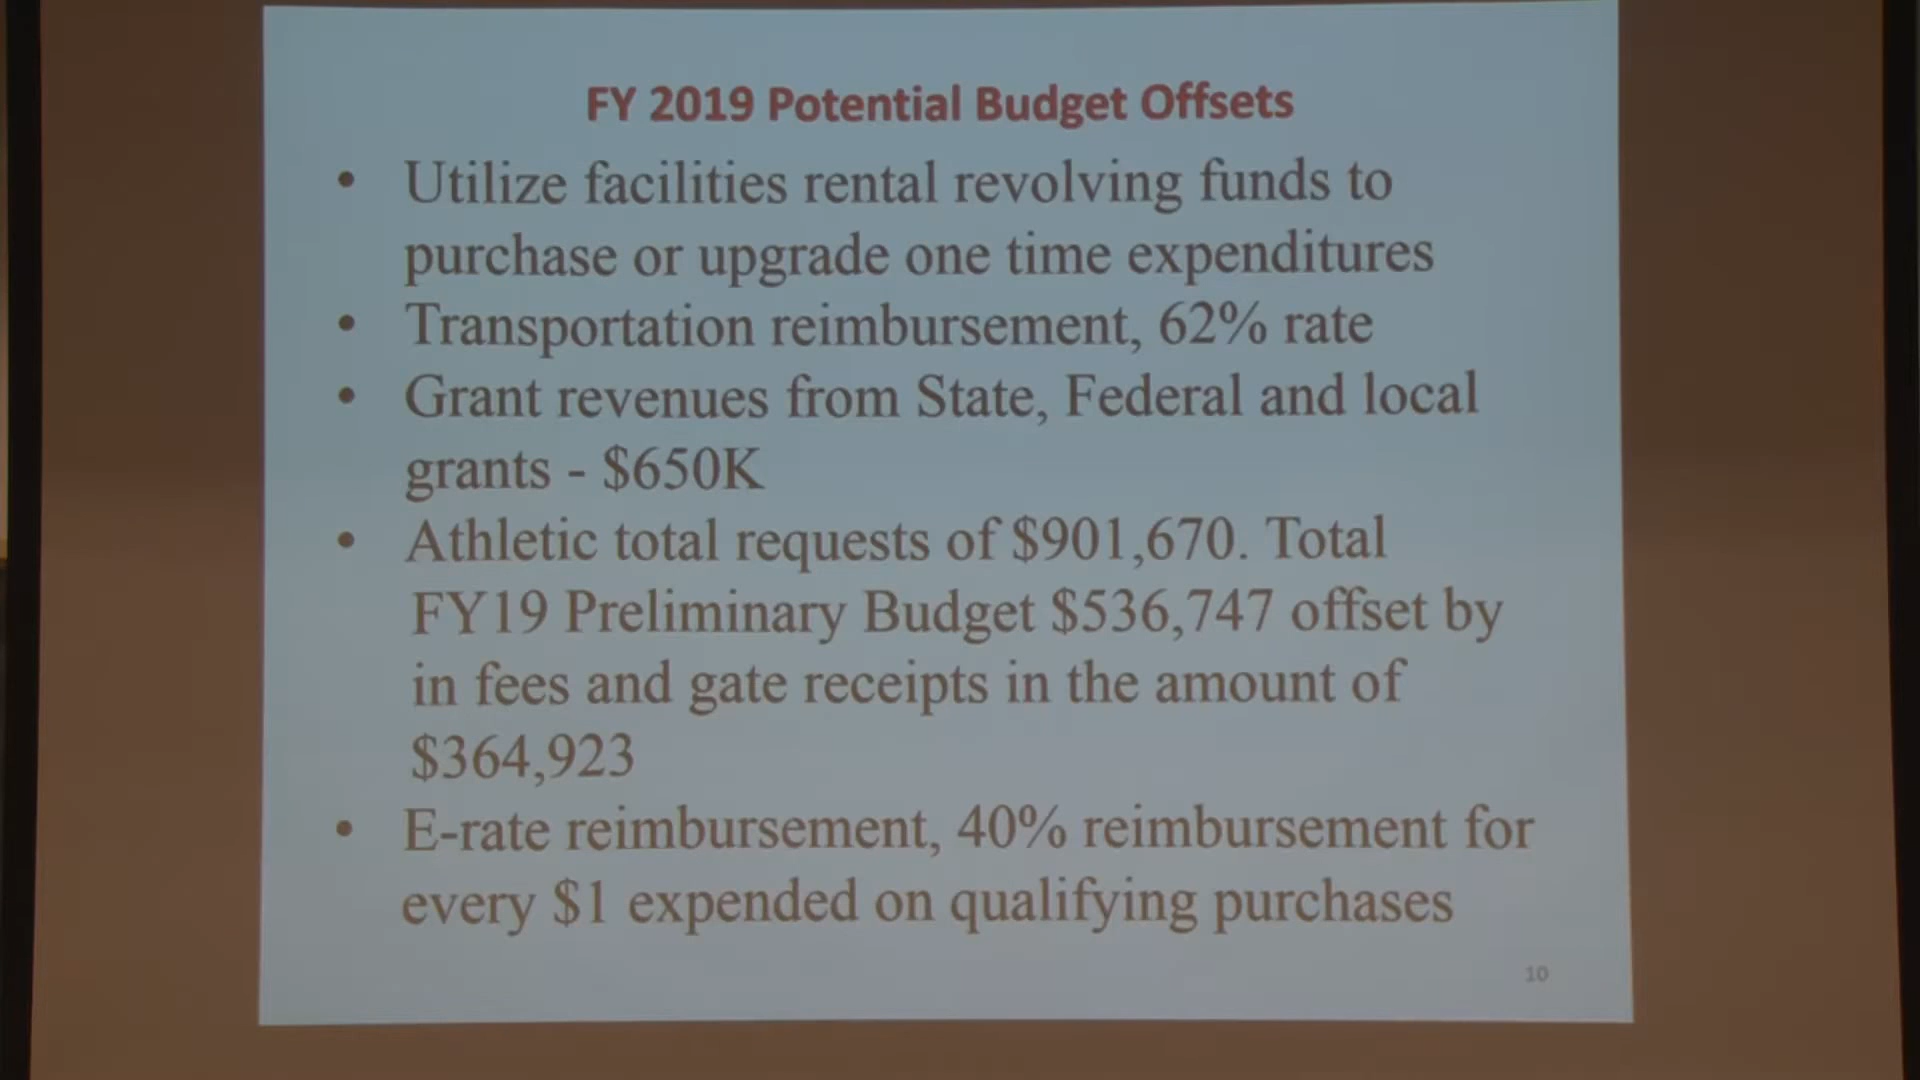 FY 2019 Potential Budget Offsets
• Utilize facilities rental revolving funds to
purchase or upgrade one time expenditures
• Transportation reimbursement, 62% rate
• Grant revenues from State, Federal and local
grants - $650K
• Athletic total requests of $901,670. Total
FY19 Preliminary Budget $536,747 offset by
in fees and gate receipts in the amount of
$364,923
• E-rate reimbursement, 40% reimbursement for
every $1 expended on qualifying purchases
10